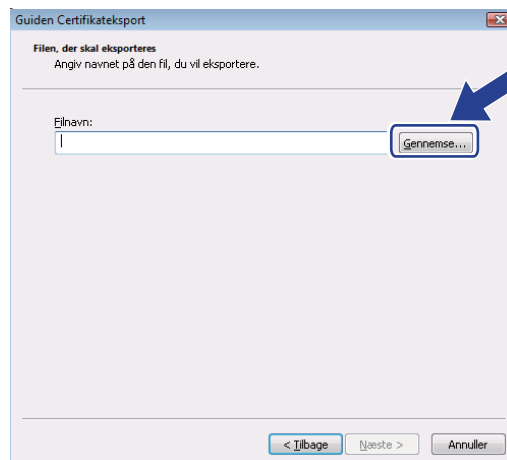 Guiden Certifikateksport
Filen, der skal eksporteres
Angiv navnet på den fil, du vil eksportere.
Filnavn:
Gennemse...
< Tilbage
Næste >
Annuller